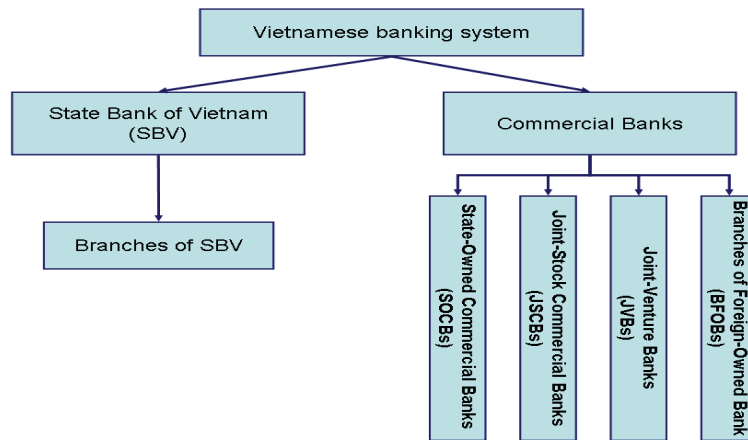 Vietnamese banking system
State Bank of Vietnam
(SBV)
Commercial Banks
Branches of SBV
State-Owned Commercial Banks
(SOCBs)
Joint-Stock Commercial Banks
(JSCBs)
Joint-Venture Banks
(JVBs)
Branches of Foreign-Owned Bank
(BFOBs)